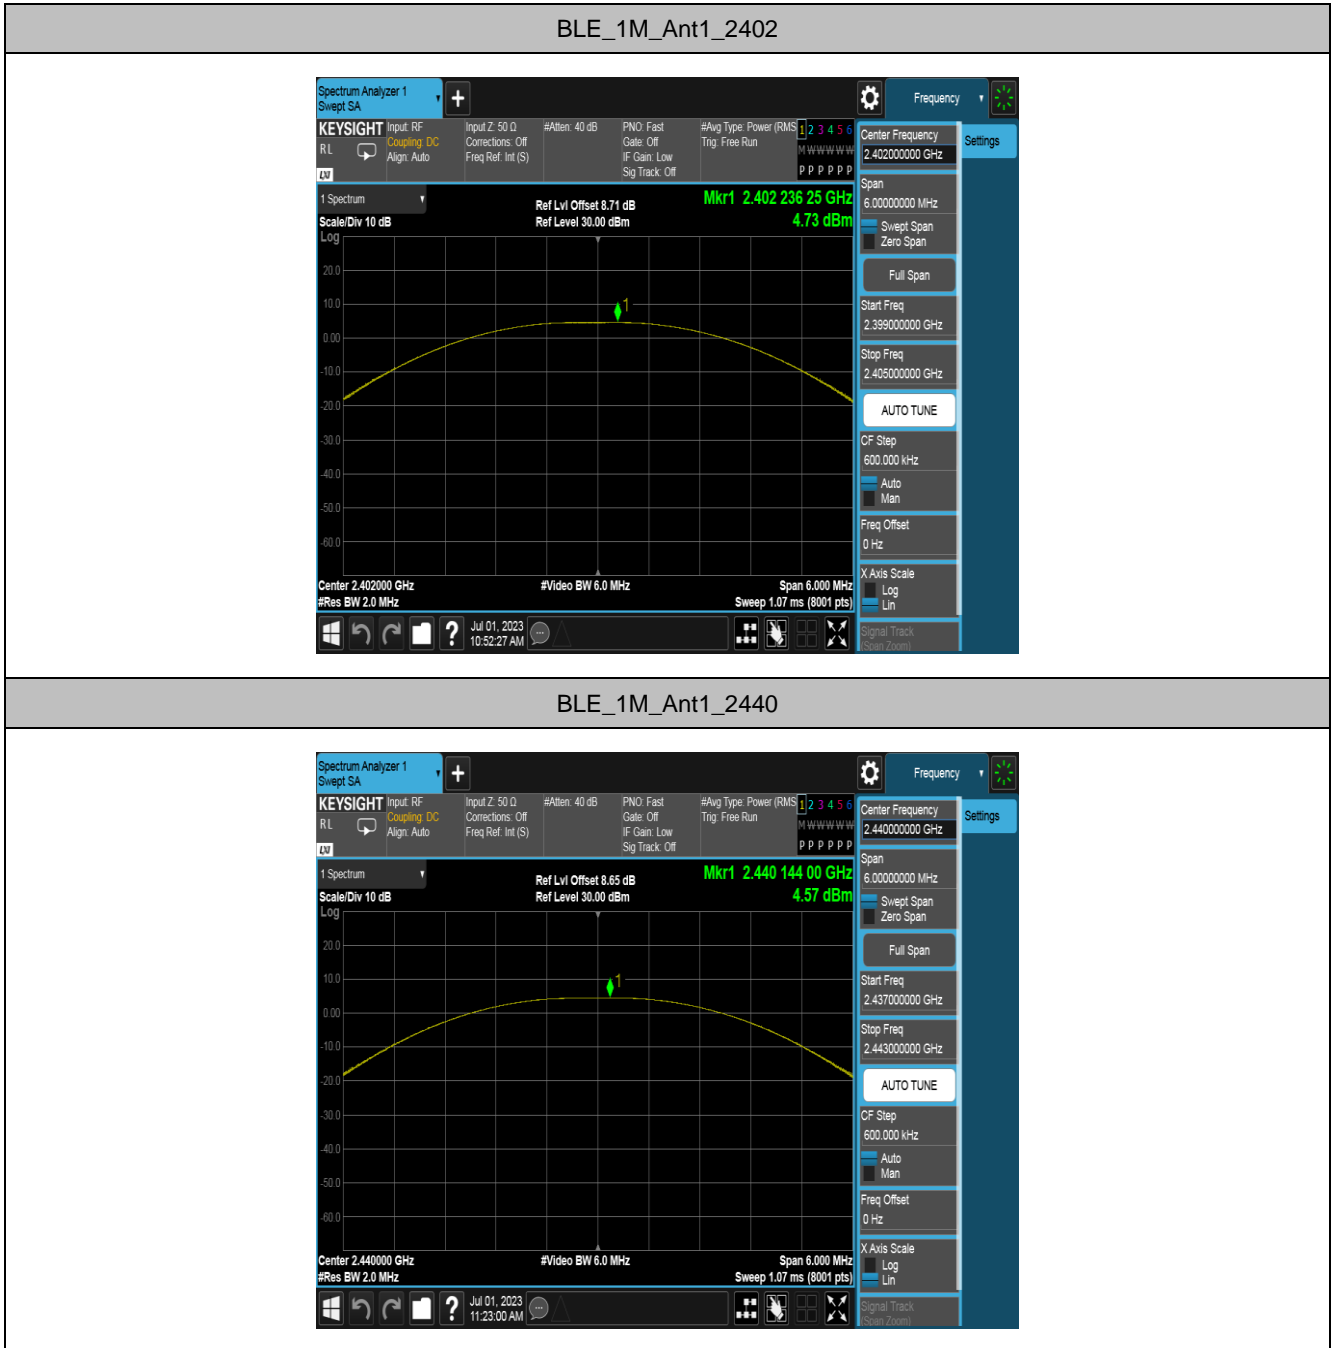 BLE_1M_Ant1_2402
Spectrum Analyzer 1
Swept SA
+
Frequency
KEYSIGHT
RL
LXI
Input: RF
Coupling: DC
Align: Auto
Input Z: 50 Ω
Corrections: Off
Freq Ref: Int (S)
#Atten: 40 dB
PNO: Fast
Gate: Off
IF Gain: Low
Sig Track: Off
#Avg Type: Power (RMS
Trig: Free Run
1 2 3 4 5 6
M W W W W W
P P P P P P
Center Frequency
2.402000000 GHz
Settings
1 Spectrum
Scale/Div 10 dB
Ref Lvl Offset 8.71 dB
Ref Level 30.00 dBm
Mkr1 2.402 236 25 GHz
4.73 dBm
Log
20.0
10.0
0.00
-10.0
-20.0
-30.0
-40.0
-50.0
-60.0
1
Span
6.00000000 MHz
Swept Span
Zero Span
Full Span
Start Freq
2.399000000 GHz
Stop Freq
2.405000000 GHz
AUTO TUNE
CF Step
600.000 kHz
Auto
Man
Freq Offset
0 Hz
X Axis Scale
Log
Lin
Signal Track
(Span Zoom)
Center 2.402000 GHz
#Video BW 6.0 MHz
Span 6.000 MHz
#Res BW 2.0 MHz
Sweep 1.07 ms (8001 pts)
?
Jul 01, 2023
10:52:27 AM
BLE_1M_Ant1_2440
Spectrum Analyzer 1
Swept SA
+
Frequency
KEYSIGHT
RL
LXI
Input: RF
Coupling: DC
Align: Auto
Input Z: 50 Ω
Corrections: Off
Freq Ref: Int (S)
#Atten: 40 dB
PNO: Fast
Gate: Off
IF Gain: Low
Sig Track: Off
#Avg Type: Power (RMS
Trig: Free Run
1 2 3 4 5 6
M W W W W W
P P P P P P
Center Frequency
2.440000000 GHz
Settings
1 Spectrum
Scale/Div 10 dB
Ref Lvl Offset 8.65 dB
Ref Level 30.00 dBm
Mkr1 2.440 144 00 GHz
4.57 dBm
Log
20.0
10.0
0.00
-10.0
-20.0
-30.0
-40.0
-50.0
-60.0
1
Span
6.00000000 MHz
Swept Span
Zero Span
Full Span
Start Freq
2.437000000 GHz
Stop Freq
2.443000000 GHz
AUTO TUNE
CF Step
600.000 kHz
Auto
Man
Freq Offset
0 Hz
X Axis Scale
Log
Lin
Signal Track
(Span Zoom)
Center 2.440000 GHz
#Video BW 6.0 MHz
Span 6.000 MHz
#Res BW 2.0 MHz
Sweep 1.07 ms (8001 pts)
?
Jul 01, 2023
11:23:00 AM